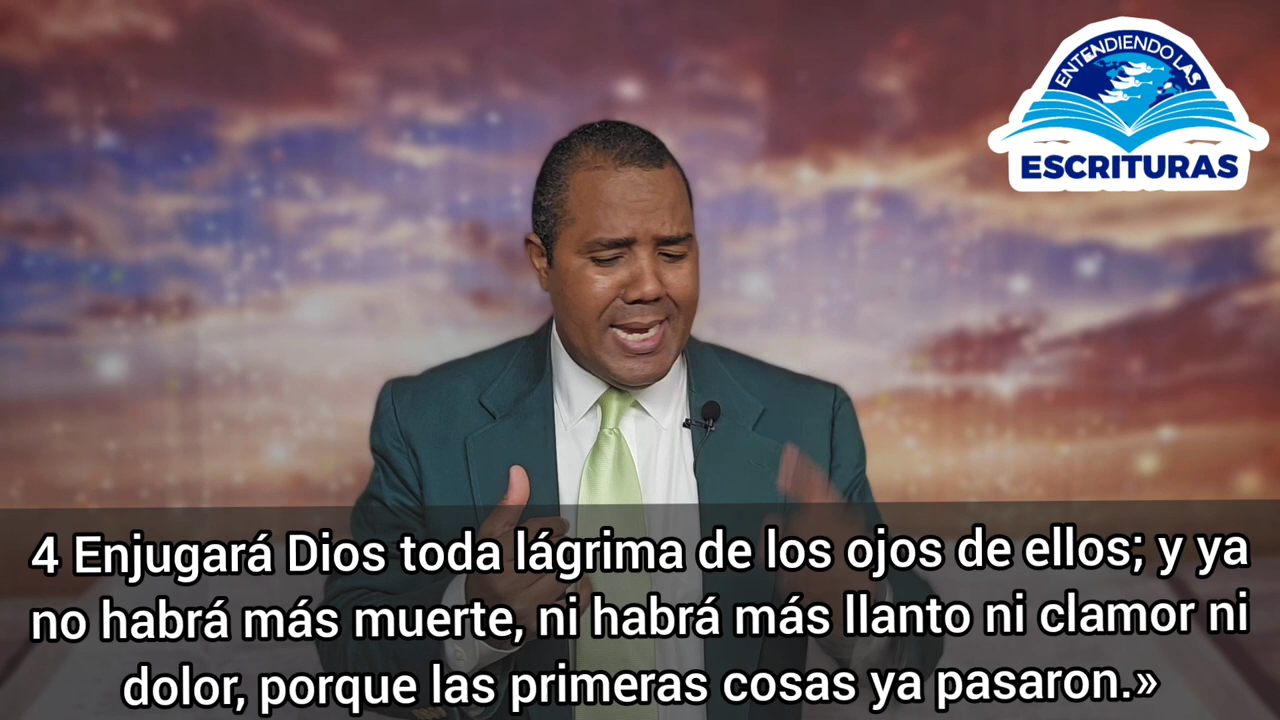 ENTENDIENDO LAS
ESCRITURAS
4 Enjugará Dios toda lágrima de los ojos de ellos; y ya
no habrá más muerte, ni habrá más llanto ni clamor ni
dolor, porque las primeras cosas ya pasaron.»